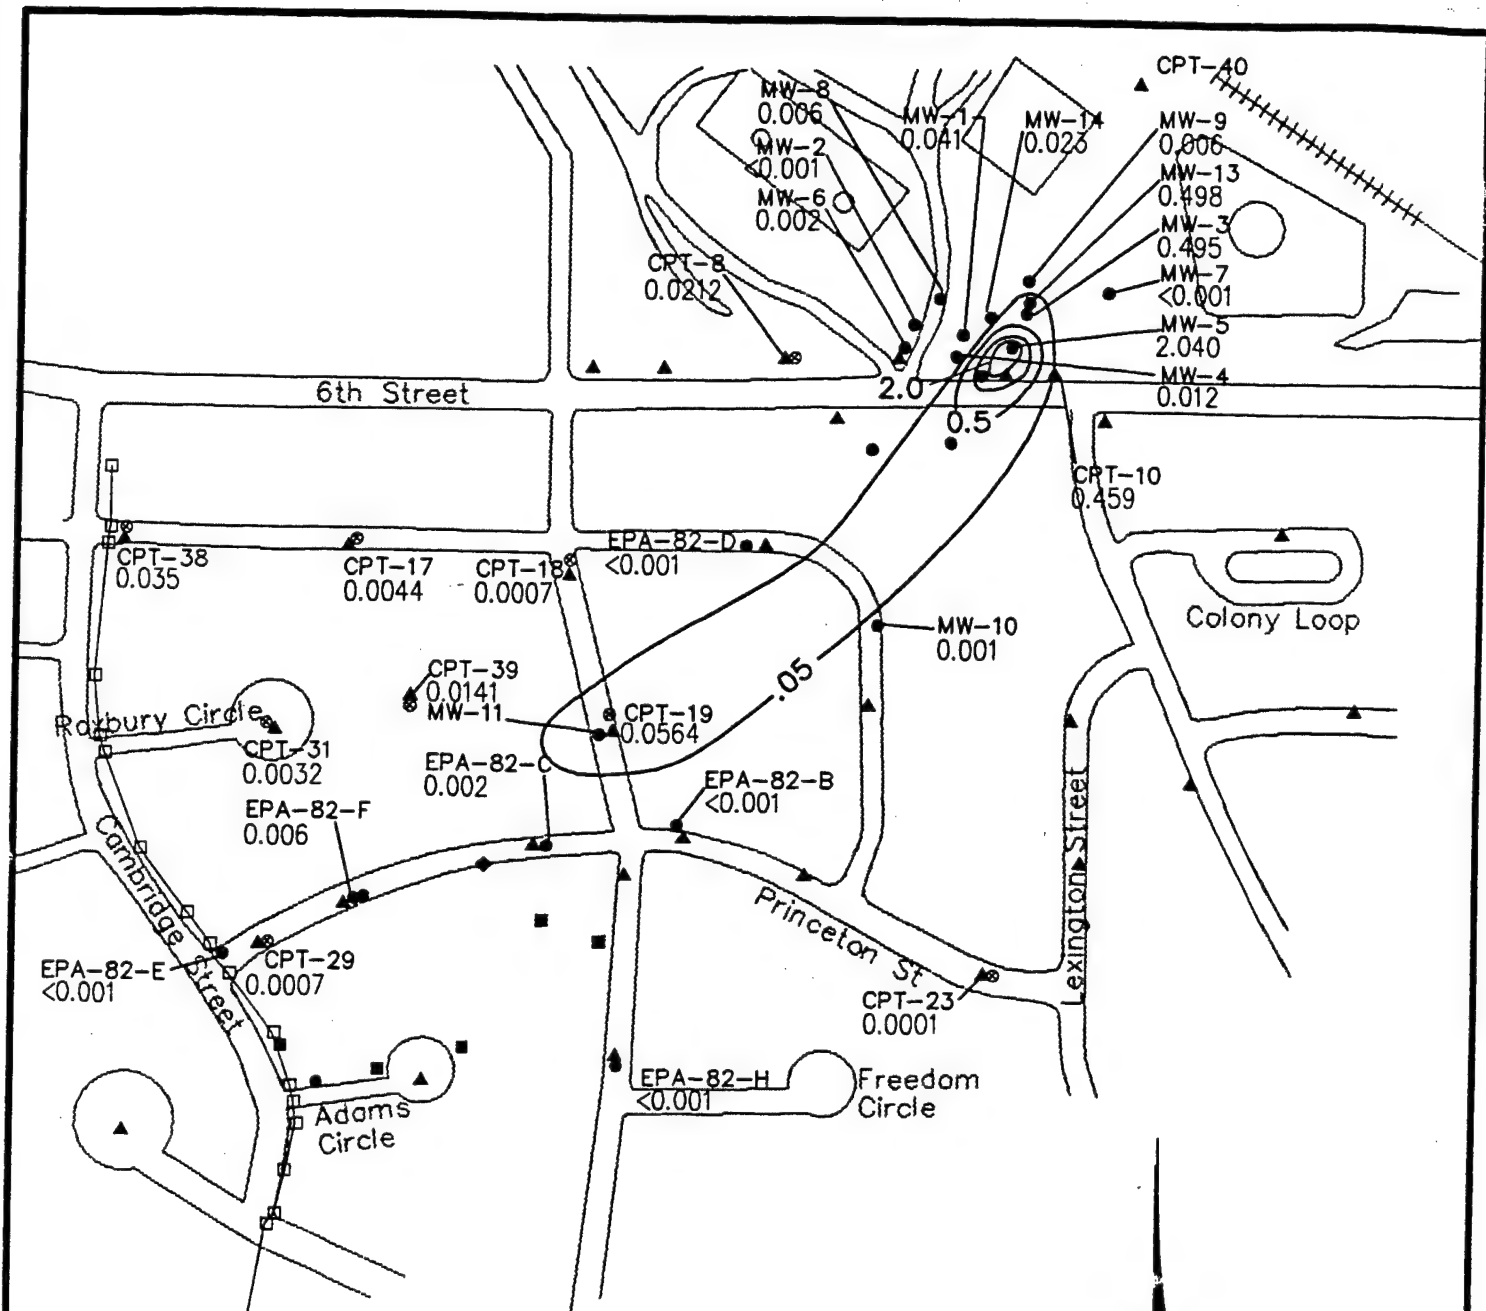 CPT-40
MW-8
0.006
MW-1
0.041
MW-14
0.023
MW-9
0.006
MW-2
<0.001
MW-13
0.498
MW-6
0.002
MW-3
0.495
CPT-8
0.0212
MW-7
<0.001
MW-5
2.040
MW-4
0.012
6th Street
2.0
0.5
CPT-10
0.459
CPT-38
0.035
CPT-17
0.0044
CPT-18
0.0007
EPA-82-D
<0.001
Colony Loop
MW-10
0.001
CPT-39
0.0141
MW-11
.05
Roxbury Circle
CPT-19
0.0564
CPT-31
0.0032
EPA-82-C
0.002
EPA-82-B
<0.001
EPA-82-F
0.006
Cambridge Street
Lexington Street
Princeton St
EPA-82-E
<0.001
CPT-29
0.0007
CPT-23
0.0001
EPA-82-H
<0.001
Freedom
Circle
Adams
Circle